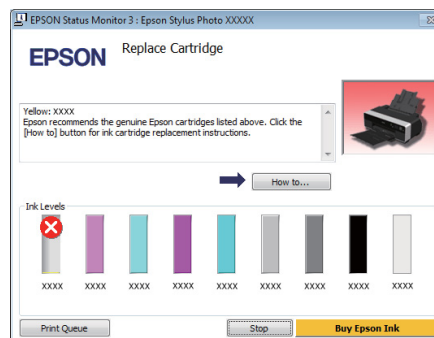 EPSON Status Monitor 3 : Epson Stylus Photo XXXXX
EPSON
Replace Cartridge
Yellow: XXXX
Epson recommends the genuine Epson cartridges listed above. Click the
[How to] button for ink cartridge replacement instructions.
How to...
Ink Levels
XXXX XXXX XXXX XXXX XXXX XXXX XXXX XXXX XXXX
Print Queue
Stop
Buy Epson Ink